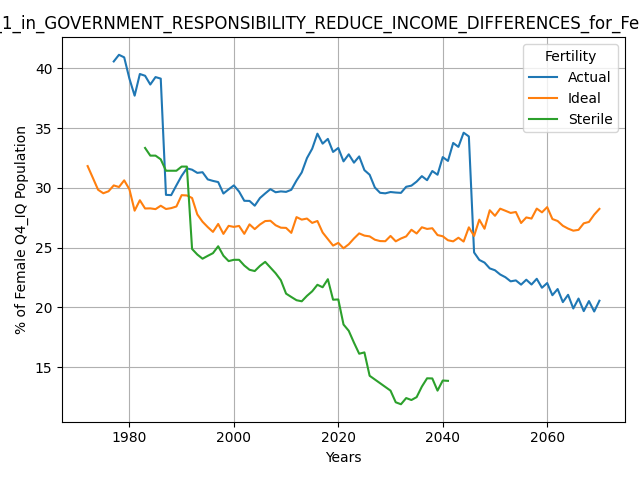 _1_in_GOVERNMENT_RESPONSIBILITY_REDUCE_INCOME_DIFFERENCES_for_Fe
Fertility
Actual
Ideal
Sterile
% of Female Q4_IQ Population
40
35
30
25
20
15
1980
2000
2020
2040
2060
Years